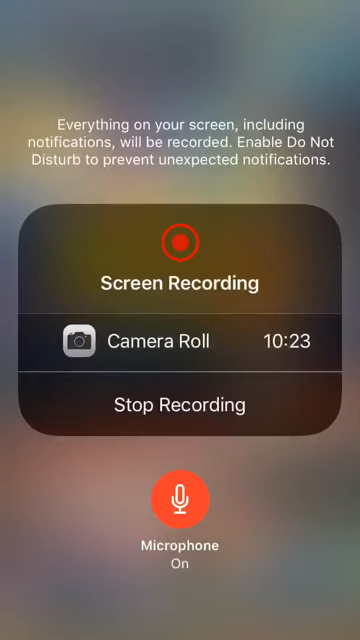 Everything on your screen, including
notifications, will be recorded. Enable Do Not
Disturb to prevent unexpected notifications.
Screen Recording
Camera Roll 10:23
Stop Recording
Microphone
On